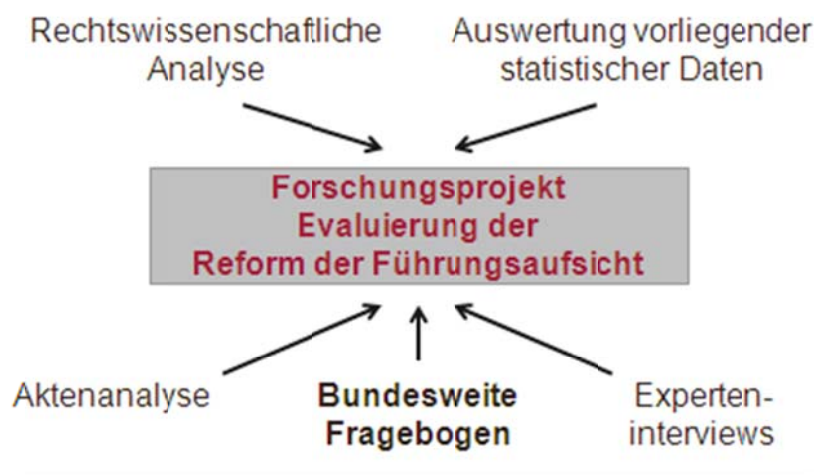 Rechtswissenschaftliche
Analyse
Auswertung vorliegender
statistischer Daten
Forschungsprojekt
Evaluierung der
Reform der Führungsaufsicht
Aktenanalyse
Bundesweite
Fragebogen
Experten-
interviews